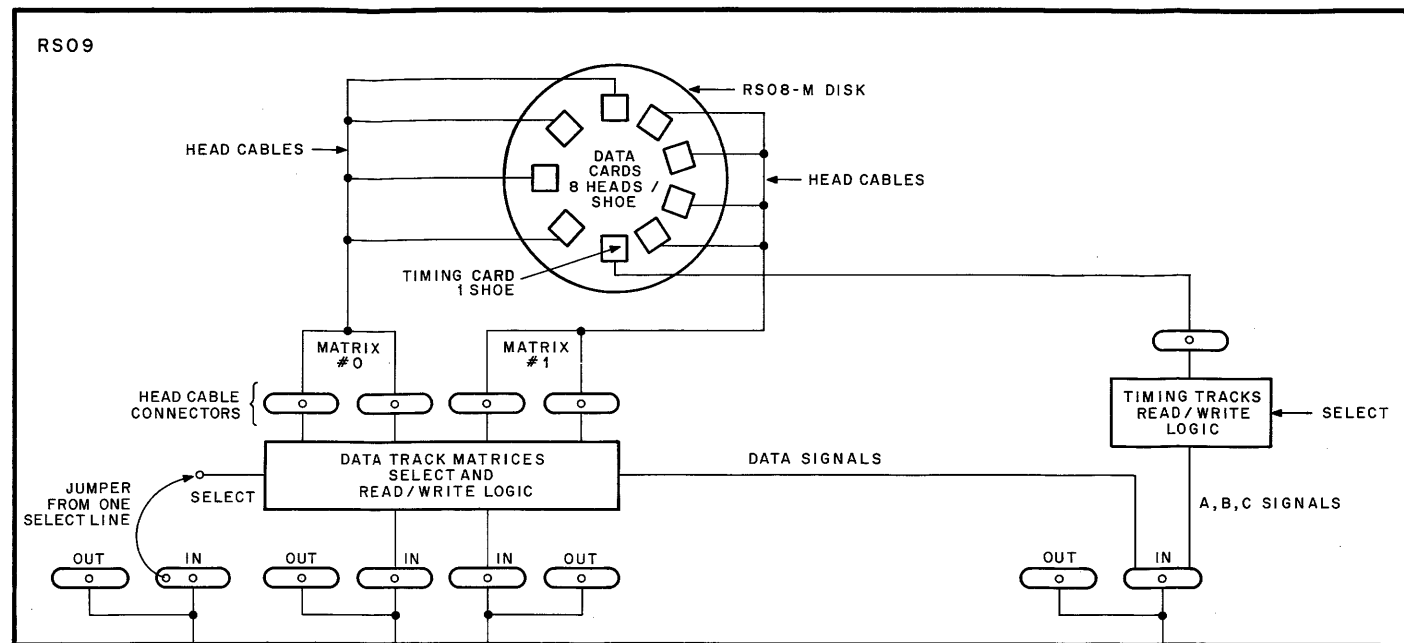 RS09
RS08-M DISK
HEAD CABLES
DATA
CARDS
8 HEADS /
SHOE
HEAD CABLES
TIMING CARD
1 SHOE
MATRIX
#0
MATRIX
#1
HEAD CABLE
CONNECTORS
TIMING TRACKS
READ/WRITE
LOGIC
SELECT
DATA TRACK MATRICES
SELECT AND
READ/WRITE LOGIC
DATA SIGNALS
JUMPER
FROM ONE
SELECT LINE
SELECT
A,B,C SIGNALS
OUT
IN
OUT
IN
IN
OUT
OUT
IN